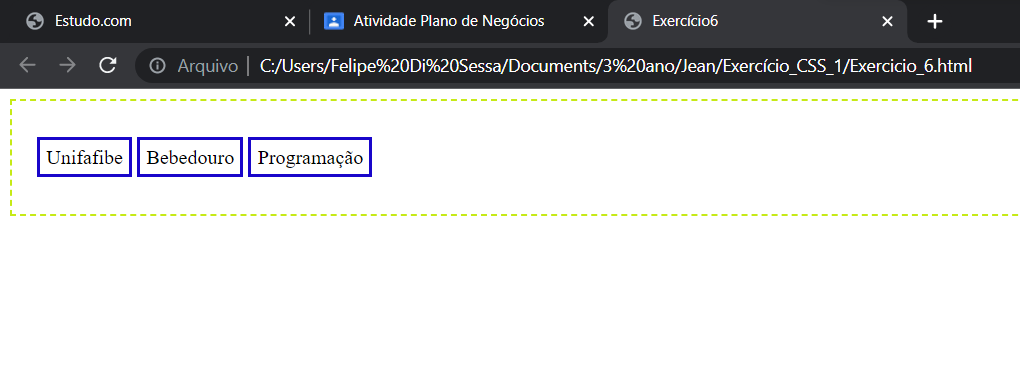 Estudo.com
Atividade Plano de Negócios
Exercício6
Arquivo | C:/Users/Felipe%20Di%20Sessa/Documents/3%20ano/Jean/Exercício_CSS_1/Exercicio_6.html
Unifafibe Bebedouro Programação